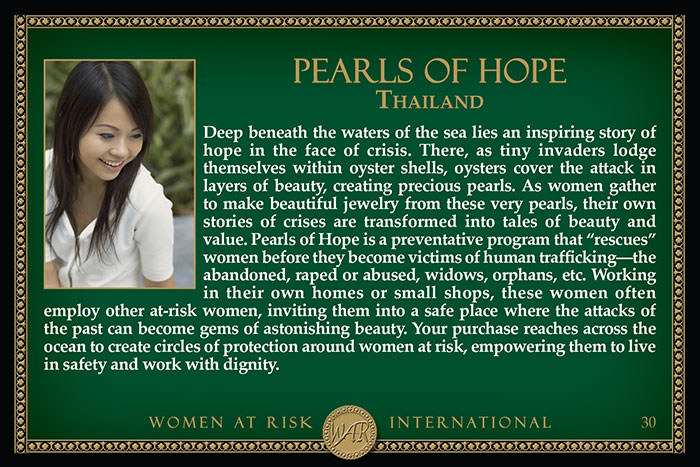 PEARLS OF HOPE
THAILAND
Deep beneath the waters of the sea lies an inspiring story of
hope in the face of crisis. There, as tiny invaders lodge
themselves within oyster shells, oysters cover the attack in
layers of beauty, creating precious pearls. As women gather
to make beautiful jewelry from these very pearls, their own
stories of crises are transformed into tales of beauty and
value. Pearls of Hope is a preventative program that “rescues”
women before they become victims of human trafficking—the
abandoned, raped or abused, widows, orphans, etc. Working
in their own homes or small shops, these women often
employ other at-risk women, inviting them into a safe place where the attacks of
the past can become gems of astonishing beauty. Your purchase reaches across the
ocean to create circles of protection around women at risk, empowering them to live
in safety and work with dignity.
WOMEN AT RISK WAR INTERNATIONAL 30